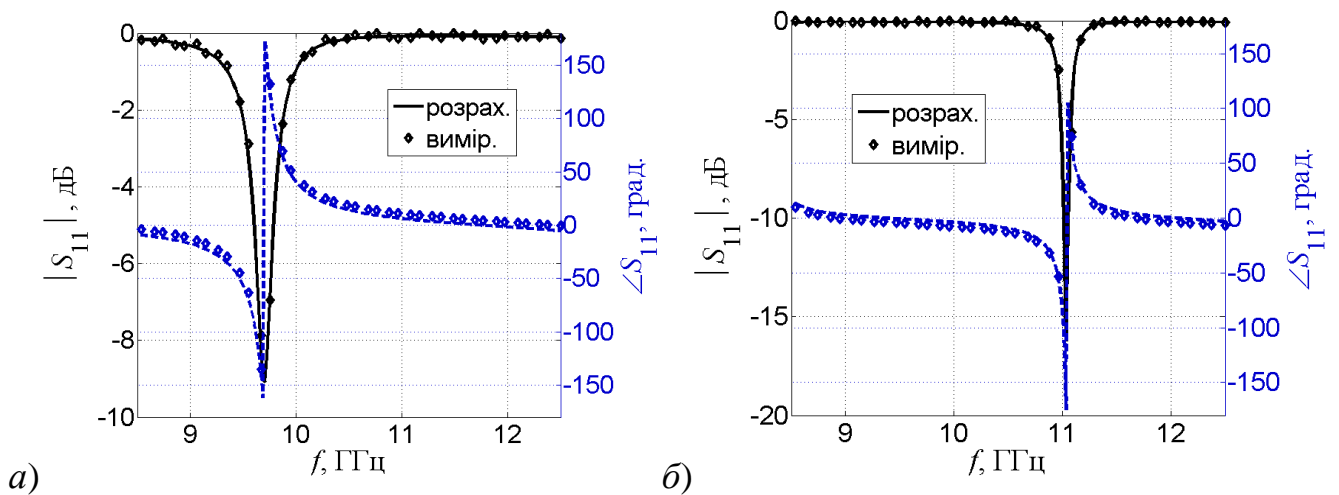 0
-2
-4
-6
-8
-10
|S11|, дБ
150
100
50
0
-50
-100
-150
∠S11, град.
розрах.
вимір.
9 10 11 12
f, ГГц
а)
0
-5
-10
-15
-20
|S11|, дБ
150
100
50
0
-50
-100
-150
∠S11, град.
розрах.
вимір.
9 10 11 12
f, ГГц
б)